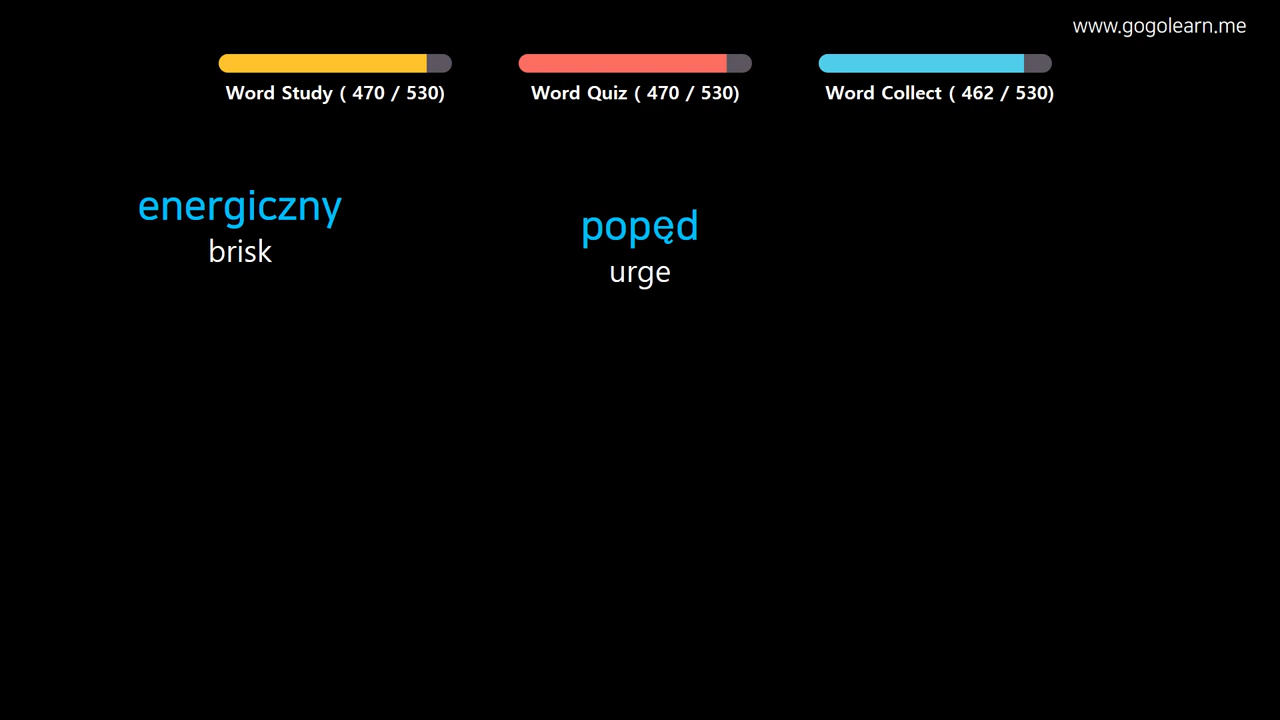 www.gogolearn.me
Word Study ( 470 / 530)
Word Quiz ( 470 / 530)
Word Collect ( 462 / 530)
energiczny
brisk
popęd
urge